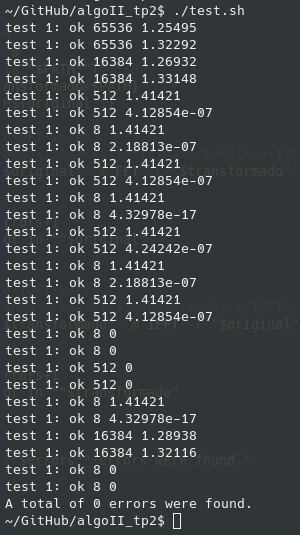 ~/GitHub/algoII_tp2$ ./test.sh
test 1: ok 65536 1.25495
test 1: ok 65536 1.32292
test 1: ok 16384 1.26932
test 1: ok 16384 1.33148
test 1: ok 512 1.41421
test 1: ok 512 4.12854e-07
test 1: ok 8 1.41421
test 1: ok 8 2.18813e-07
test 1: ok 512 1.41421
test 1: ok 512 4.12854e-07
test 1: ok 8 1.41421
test 1: ok 8 4.32978e-17
test 1: ok 512 1.41421
test 1: ok 512 4.24242e-07
test 1: ok 8 1.41421
test 1: ok 8 2.18813e-07
test 1: ok 512 1.41421
test 1: ok 512 4.12854e-07
test 1: ok 8 0
test 1: ok 8 0
test 1: ok 512 0
test 1: ok 512 0
test 1: ok 8 1.41421
test 1: ok 8 4.32978e-17
test 1: ok 16384 1.28938
test 1: ok 16384 1.32116
test 1: ok 8 0
test 1: ok 8 0
A total of 0 errors were found.
~/GitHub/algoII_tp2$